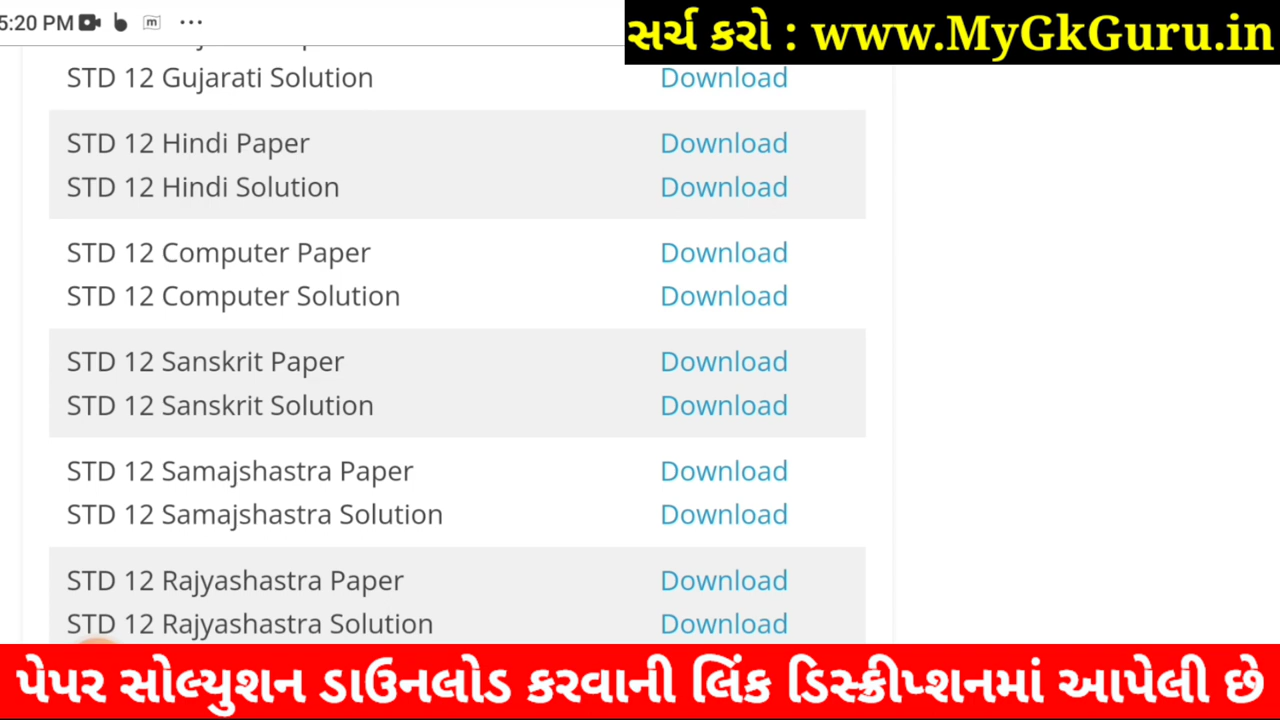 5:20 PM
સર્ચ કરો : www.MyGkGuru.in
STD 12 Gujarati Solution Download
STD 12 Hindi Paper Download
STD 12 Hindi Solution Download
STD 12 Computer Paper Download
STD 12 Computer Solution Download
STD 12 Sanskrit Paper Download
STD 12 Sanskrit Solution Download
STD 12 Samajshastra Paper Download
STD 12 Samajshastra Solution Download
STD 12 Rajyashastra Paper Download
STD 12 Rajyashastra Solution Download
પેપર સોલ્યુશન ડાઉનલોડ કરવાની લિંક ડિસ્ક્રીપ્શનમાં આપેલી છે